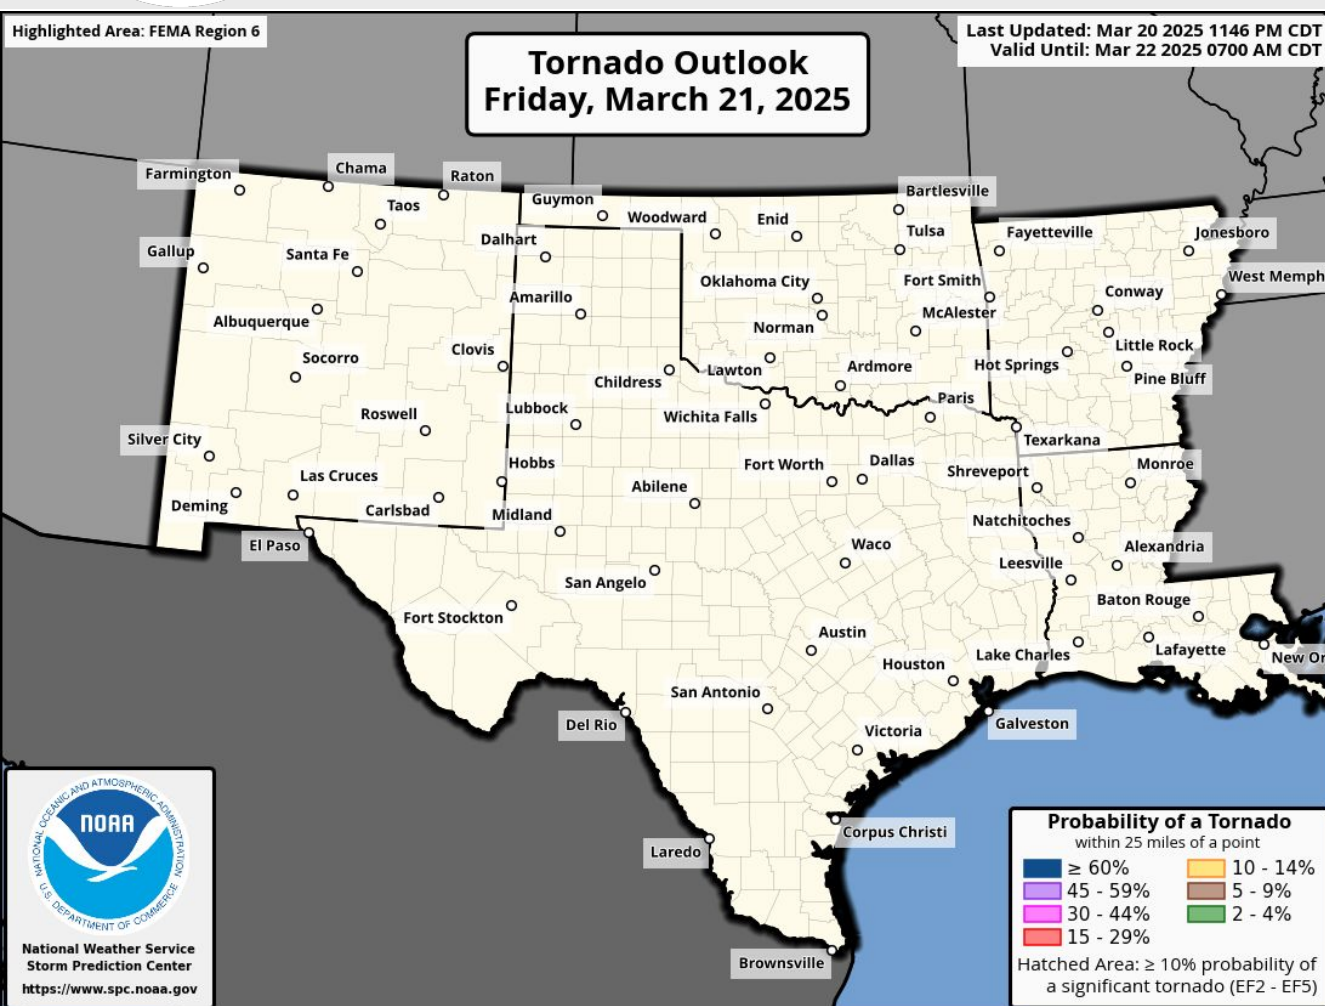 Highlighted Area: FEMA Region 6
Last Updated: Mar 20 2025 1146 PM CDT
Valid Until: Mar 22 2025 0700 AM CDT
Tornado Outlook
Friday, March 21, 2025
Farmington
Chama
Raton
Taos
Guymon
Woodward
Enid
Bartlesville
Tulsa
Fayetteville
Jonesboro
Gallup
Santa Fe
Dalhart
Oklahoma City
Fort Smith
West Memph
Albuquerque
Amarillo
Norman
McAlester
Conway
Little Rock
Socorro
Clovis
Childress
Lawton
Ardmore
Hot Springs
Pine Bluff
Roswell
Lubbock
Wichita Falls
Paris
Texarkana
Silver City
Las Cruces
Hobbs
Abilene
Fort Worth
Dallas
Shreveport
Monroe
Deming
Carlsbad
Midland
Natchitoches
El Paso
San Angelo
Waco
Leesville
Alexandria
Fort Stockton
Baton Rouge
Austin
Houston
Lake Charles
Lafayette
New Or
San Antonio
Del Rio
Victoria
Galveston
Laredo
Corpus Christi
Brownsville
NATIONAL OCEANIC AND ATMOSPHERIC ADMINISTRATION
NOAA
U.S. DEPARTMENT OF COMMERCE
National Weather Service
Storm Prediction Center
https://www.spc.noaa.gov
Probability of a Tornado
within 25 miles of a point
≥ 60%
10 - 14%
45 - 59%
5 - 9%
30 - 44%
2 - 4%
15 - 29%
Hatched Area: ≥ 10% probability of
a significant tornado (EF2 - EF5)